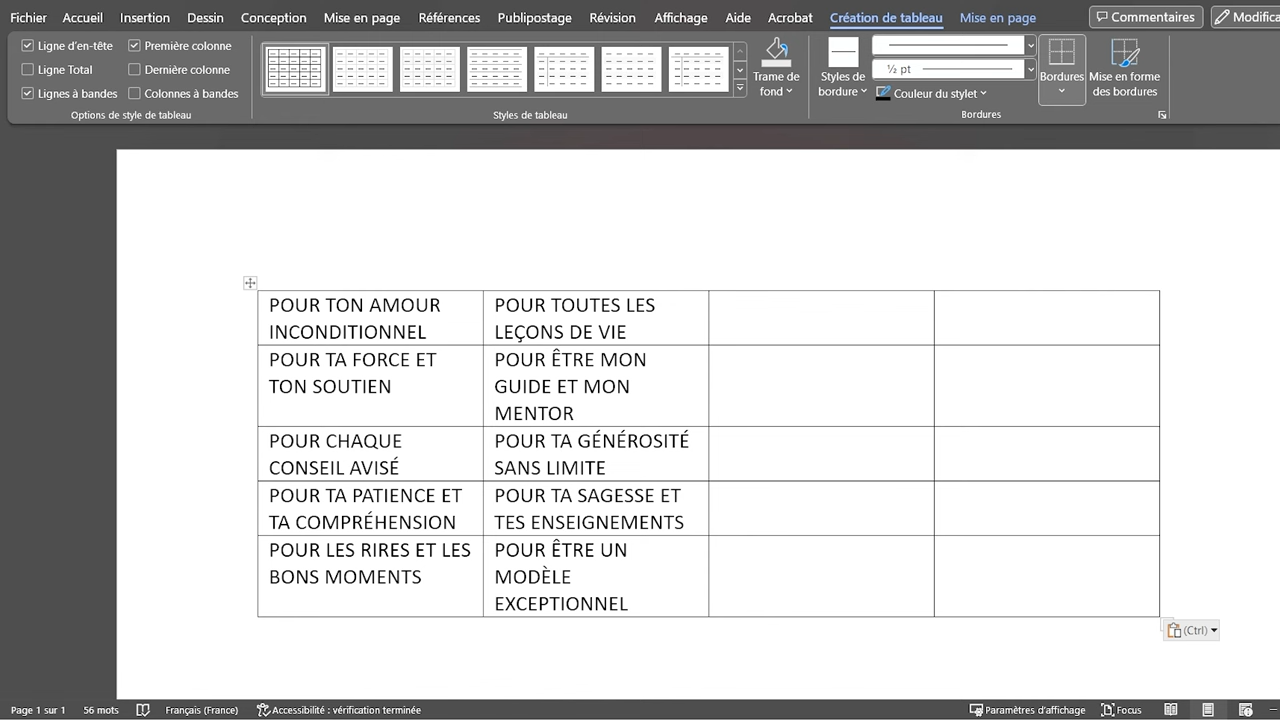 Fichier Accueil Insertion Dessin Conception Mise en page Références Publipostage Révision Affichage Aide Acrobat Création de tableau Mise en page Commentaires Modifica
Ligne d'en-tête Première colonne
Ligne Total Dernière colonne
Lignes à bandes Colonnes à bandes
Options de style de tableau
Styles de tableau
Trame de
fond
Styles de
bordure
½ pt
Couleur du stylet
Bordures
Mise en forme
des bordures
Bordures
POUR TON AMOUR
INCONDITIONNEL
POUR TOUTES LES
LEÇONS DE VIE
POUR TA FORCE ET
TON SOUTIEN
POUR ÊTRE MON
GUIDE ET MON
MENTOR
POUR CHAQUE
CONSEIL AVISÉ
POUR TA GÉNÉROSITÉ
SANS LIMITE
POUR TA PATIENCE ET
TA COMPRÉHENSION
POUR TA SAGESSE ET
TES ENSEIGNEMENTS
POUR LES RIRES ET LES
BONS MOMENTS
POUR ÊTRE UN
MODÈLE
EXCEPTIONNEL
(Ctrl)
Page 1 sur 1 56 mots Français (France) Accessibilité : vérification terminée Paramètres d'affichage Focus